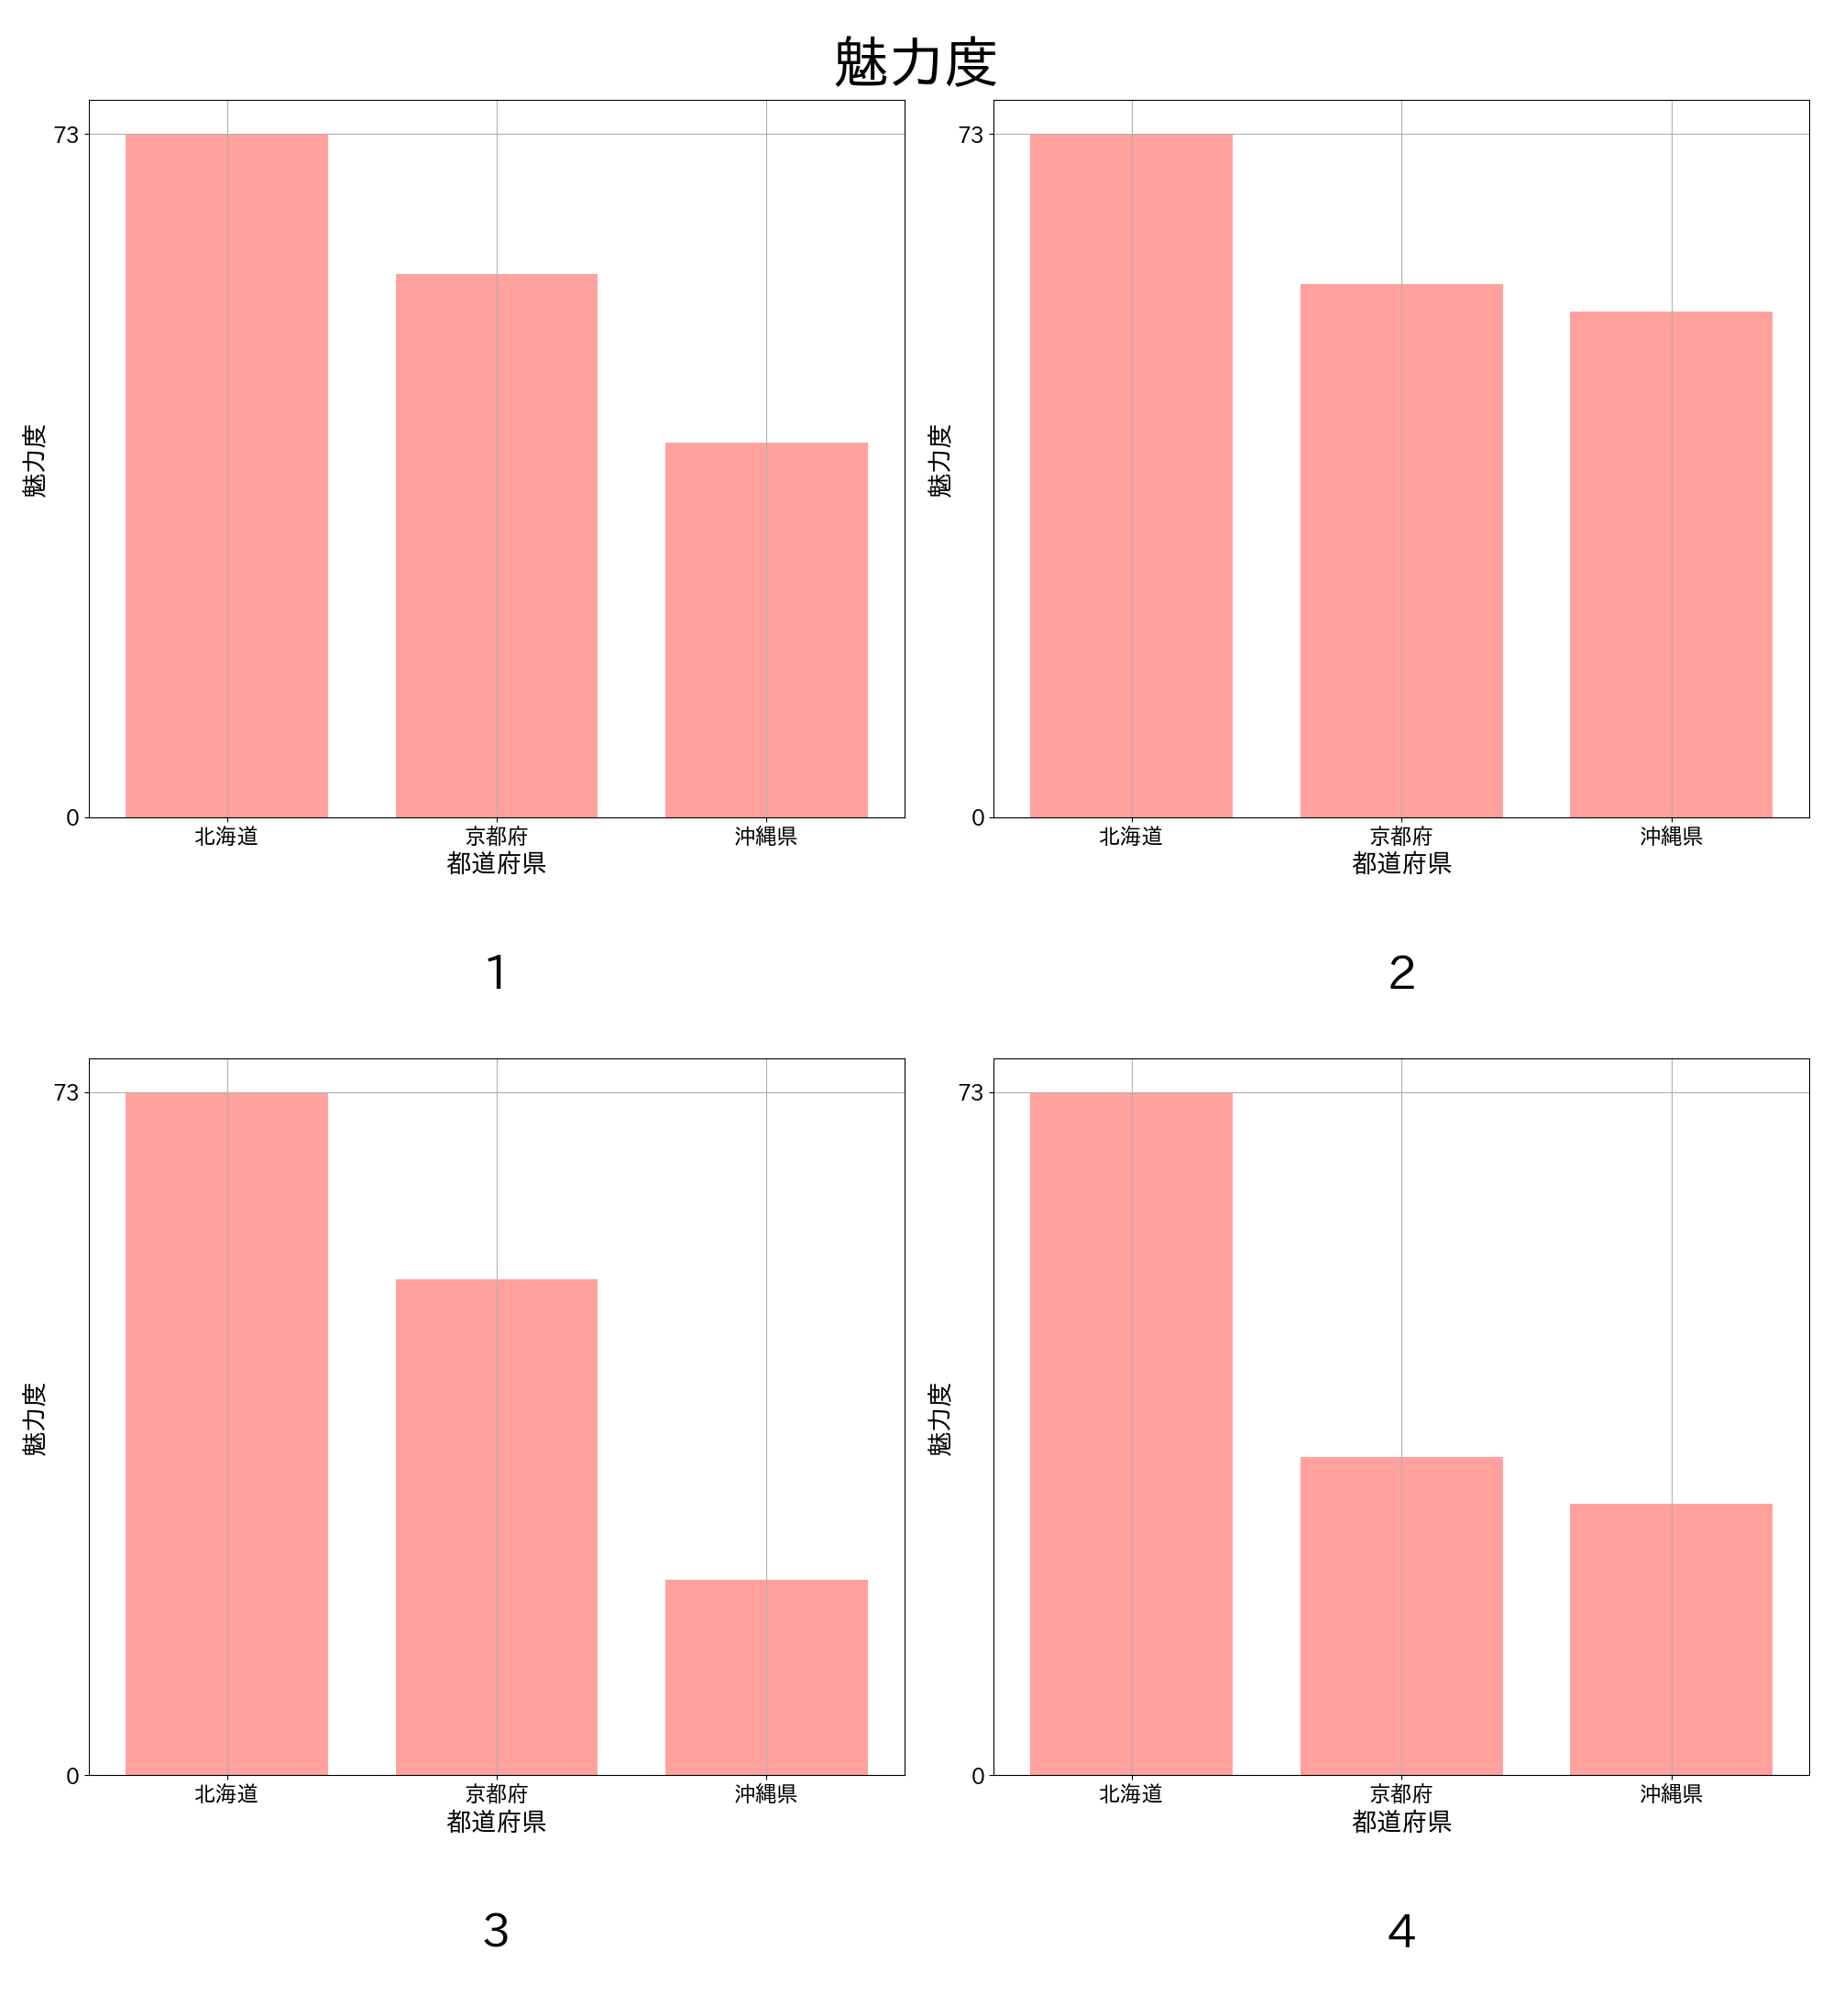 魅力度
73
0
魅力度
北海道 京都府 沖縄県
都道府県
1
73
0
魅力度
北海道 京都府 沖縄県
都道府県
2
73
0
魅力度
北海道 京都府 沖縄県
都道府県
3
73
0
魅力度
北海道 京都府 沖縄県
都道府県
4